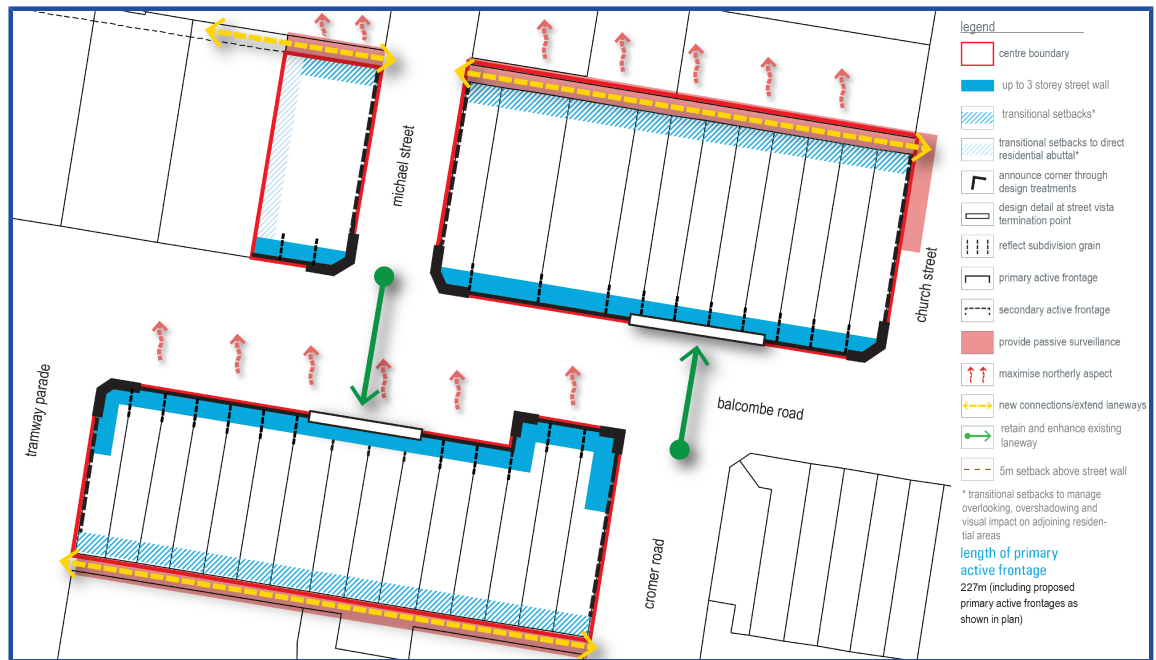 michael street
church street
tramway parade
balcombe road
cromer road
legend
centre boundary
up to 3 storey street wall
transitional setbacks*
transitional setbacks to direct
residential abuttal*
announce corner through
design treatments
design detail at street vista
termination point
reflect subdivision grain
primary active frontage
secondary active frontage
provide passive surveillance
maximise northerly aspect
new connections/extend laneways
retain and enhance existing
laneway
5m setback above street wall
* transitional setbacks to manage
overlooking, overshadowing and
visual impact on adjoining residen-
tial areas
length of primary
active frontage
227m (including proposed
primary active frontages as
shown in plan)